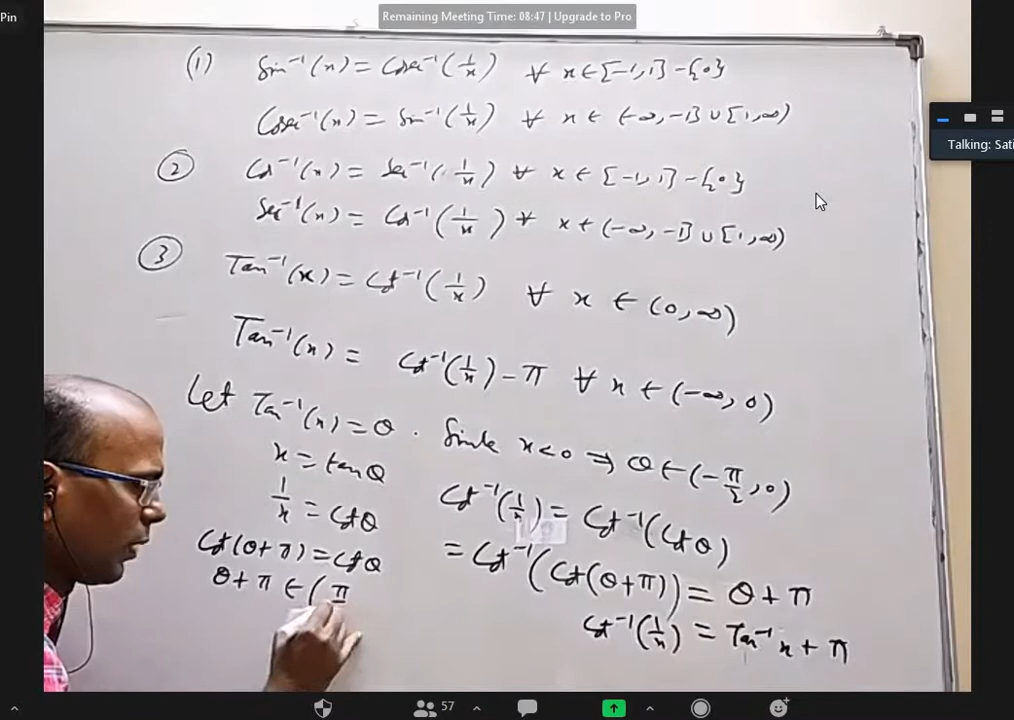 Pin
Remaining Meeting Time: 08:47 | Upgrade to Pro
Talking: Sati
(1) Sin⁻¹(x) = Cosec⁻¹(1/x) ∀ x ∈ [-1,1] - {0}
Cosec⁻¹(x) = Sin⁻¹(1/x) ∀ x ∈ (-∞, -1] ∪ [1, ∞)
(2) Cos⁻¹(x) = Sec⁻¹(1/x) ∀ x ∈ [-1,1] - {0}
Sec⁻¹(x) = Cos⁻¹(1/x) ∀ x ∈ (-∞, -1] ∪ [1, ∞)
(3) Tan⁻¹(x) = Cot⁻¹(1/x) ∀ x ∈ (0, ∞)
Tan⁻¹(x) = Cot⁻¹(1/x) - π ∀ x ∈ (-∞, 0)
Let Tan⁻¹(x) = θ . Since x<0 ⇒ θ ∈ (-π/2, 0)
x = tanθ
1/x = Cotθ
Cot(θ+π) = Cotθ
θ+π ∈ (π
Cot⁻¹(1/x) = Cot⁻¹(Cotθ)
= Cot⁻¹(Cot(θ+π)) = θ+π
Cot⁻¹(1/x) = Tan⁻¹x + π
57